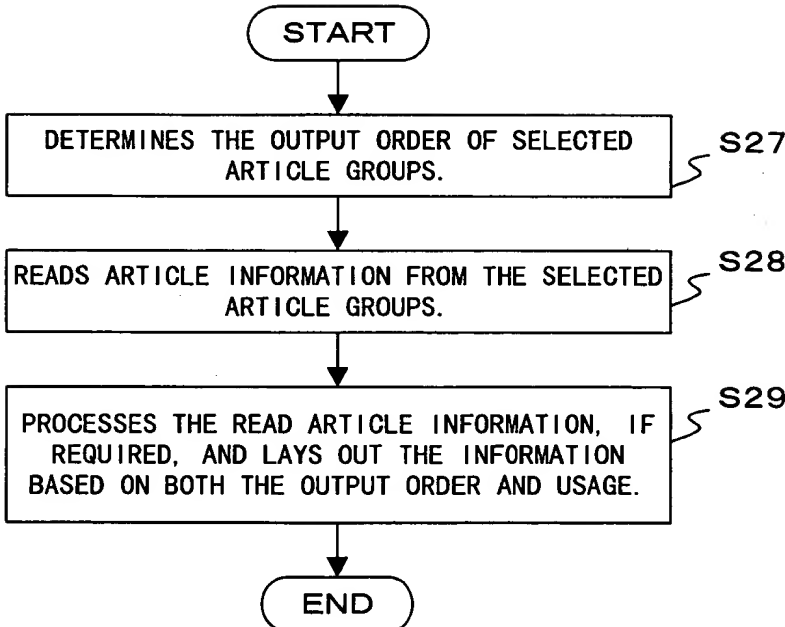 START
DETERMINES THE OUTPUT ORDER OF SELECTED
ARTICLE GROUPS.
S27
READS ARTICLE INFORMATION FROM THE SELECTED
ARTICLE GROUPS.
S28
PROCESSES THE READ ARTICLE INFORMATION, IF
REQUIRED, AND LAYS OUT THE INFORMATION
BASED ON BOTH THE OUTPUT ORDER AND USAGE.
S29
END